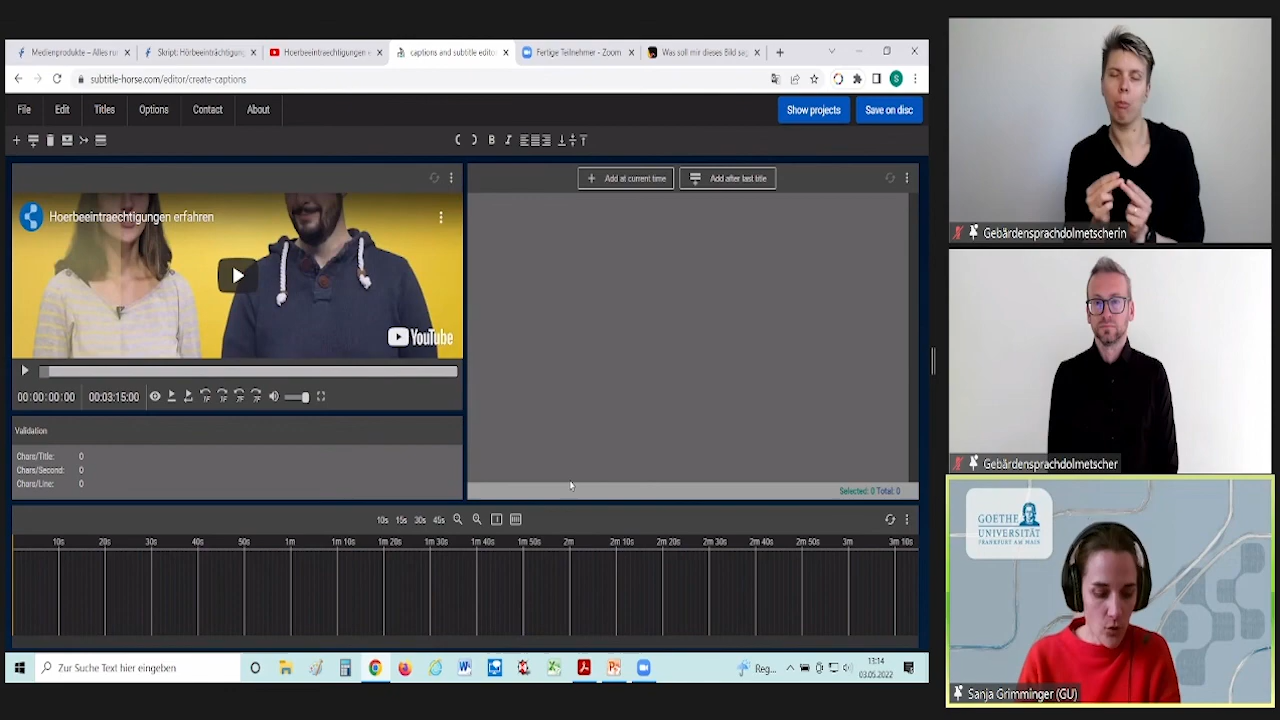 Medienprodukte – Alles ru
Skript: Hörbeeinträchtigung
Hoerbeeintraechtigungen e
captions and subtitle edito
Fertige Teilnehmer - Zoom
Was soll mir dieses Bild sag
subtitle-horse.com/editor/create-captions
File
Edit
Titles
Options
Contact
About
Show projects
Save on disc
Add at current time
Add after last title
Hoerbeeintraechtigungen erfahren
YouTube
00:00:00:00
00:03:15:00
Validation
Chars/Title: 0
Chars/Second: 0
Chars/Line: 0
Selected: 0 Total: 0
10s 15s 30s 45s
10s 20s 30s 40s 50s 1m 1m 10s 1m 20s 1m 30s 1m 40s 1m 50s 2m 2m 10s 2m 20s 2m 30s 2m 40s 2m 50s 3m 3m 10s
Zur Suche Text hier eingeben
Reg...
13:14
03.05.2022
Gebärdensprachdolmetscherin
Gebärdensprachdolmetscher
GOETHE
UNIVERSITÄT
FRANKFURT AM MAIN
Sanja Grimminger (GU)